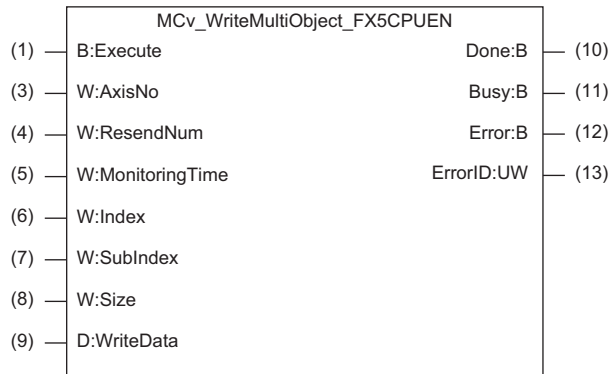 MCv_WriteMultiObject_FX5CPUEN
(1) B:Execute Done:B (10)
(3) W:AxisNo Busy:B (11)
(4) W:ResendNum Error:B (12)
(5) W:MonitoringTime ErrorID:UW (13)
(6) W:Index
(7) W:SubIndex
(8) W:Size
(9) D:WriteData